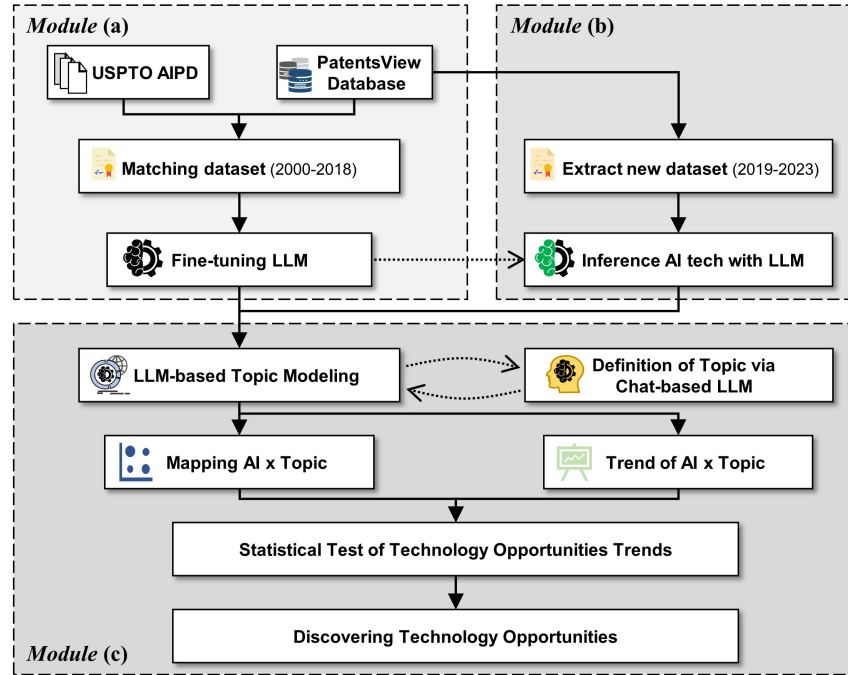 Module (a)
Module (b)
USPTO AIPD
PatentsView
Database
Matching dataset (2000-2018)
Extract new dataset (2019-2023)
Fine-tuning LLM
Inference AI tech with LLM
LLM-based Topic Modeling
Definition of Topic via
Chat-based LLM
Mapping AI x Topic
Trend of AI x Topic
Statistical Test of Technology Opportunities Trends
Discovering Technology Opportunities
Module (c)